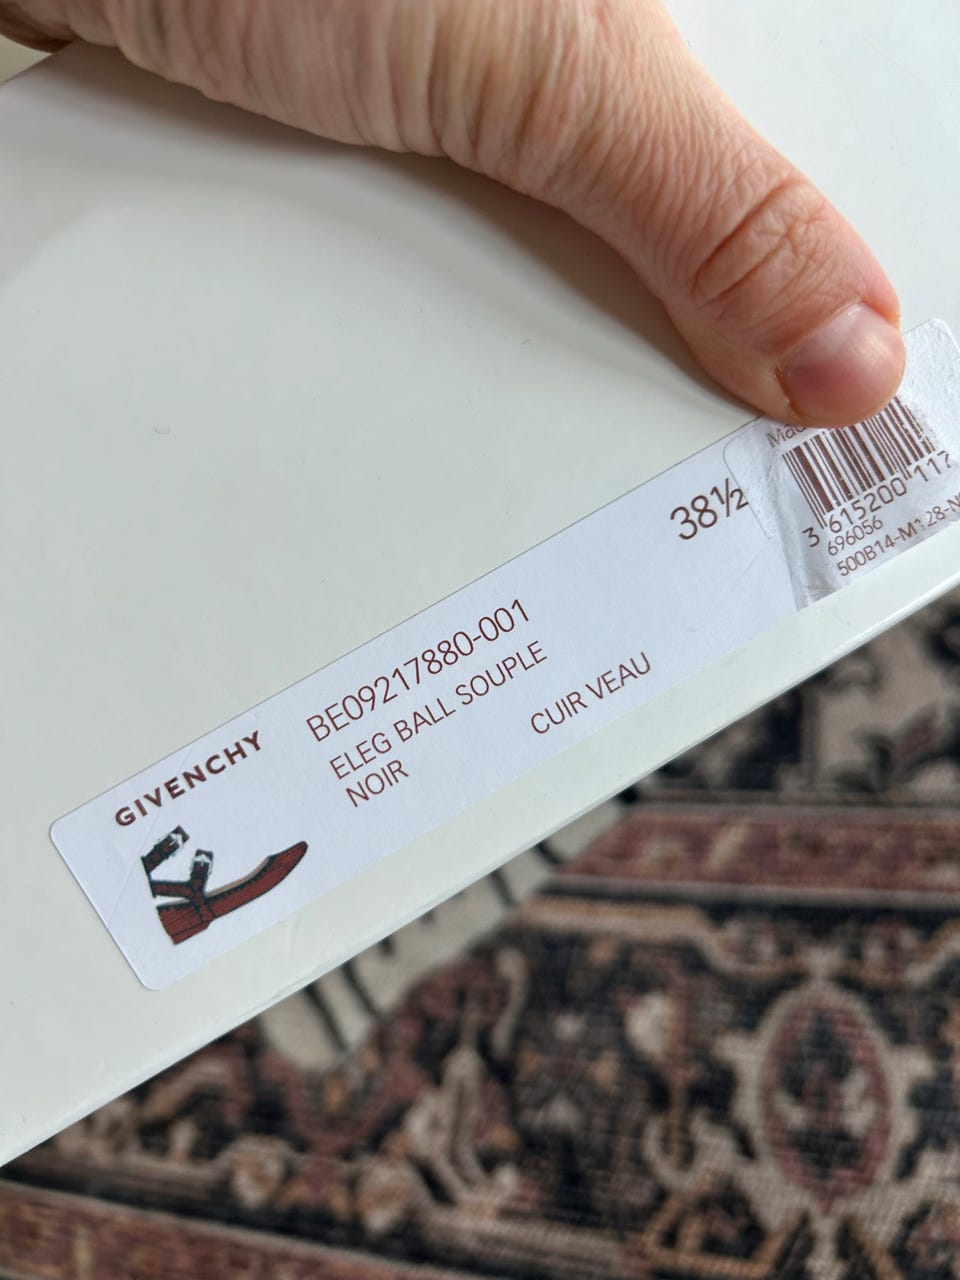 GIVENCHY
BE09217880-001
ELEG BALL SOUPLE
NOIR
CUIR VEAU
38½
3 615200 117
696056